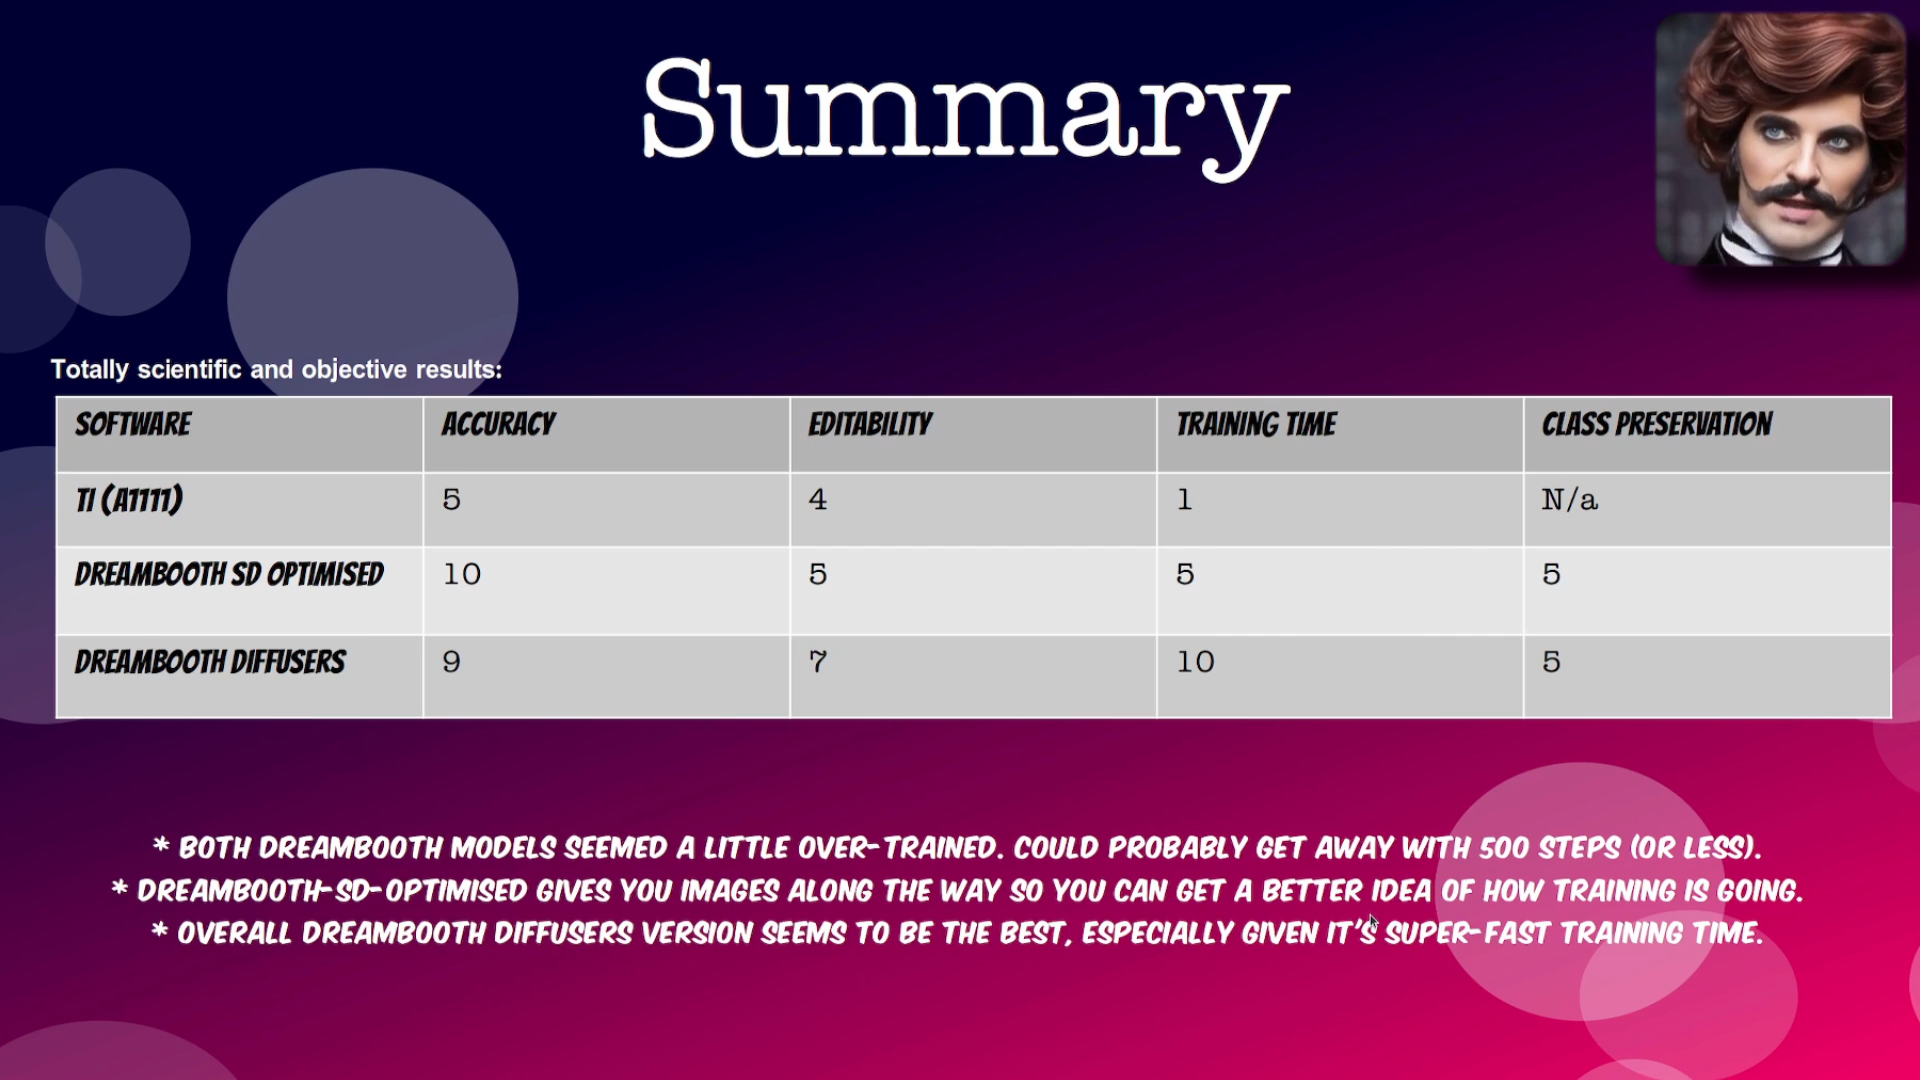 Summary
Totally scientific and objective results:
SOFTWARE ACCURACY EDITABILITY TRAINING TIME CLASS PRESERVATION
TI (A1111) 5 4 1 N/a
DREAMBOOTH SD OPTIMISED 10 5 5 5
DREAMBOOTH DIFFUSERS 9 7 10 5
* BOTH DREAMBOOTH MODELS SEEMED A LITTLE OVER-TRAINED. COULD PROBABLY GET AWAY WITH 500 STEPS (OR LESS).
* DREAMBOOTH-SD-OPTIMISED GIVES YOU IMAGES ALONG THE WAY SO YOU CAN GET A BETTER IDEA OF HOW TRAINING IS GOING.
* OVERALL DREAMBOOTH DIFFUSERS VERSION SEEMS TO BE THE BEST, ESPECIALLY GIVEN IT'S SUPER-FAST TRAINING TIME.